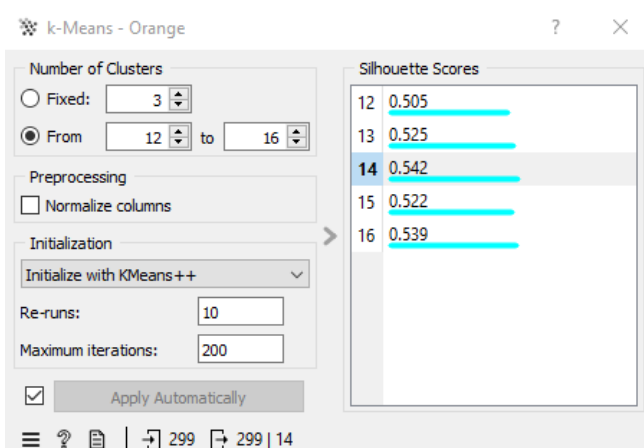 k-Means - Orange ? ×
Number of Clusters
Fixed: 3
From 12 to 16
Preprocessing
Normalize columns
Initialization
Initialize with KMeans++
Re-runs: 10
Maximum iterations: 200
Apply Automatically
? 299 299 | 14
Silhouette Scores
12 0.505
13 0.525
14 0.542
15 0.522
16 0.539